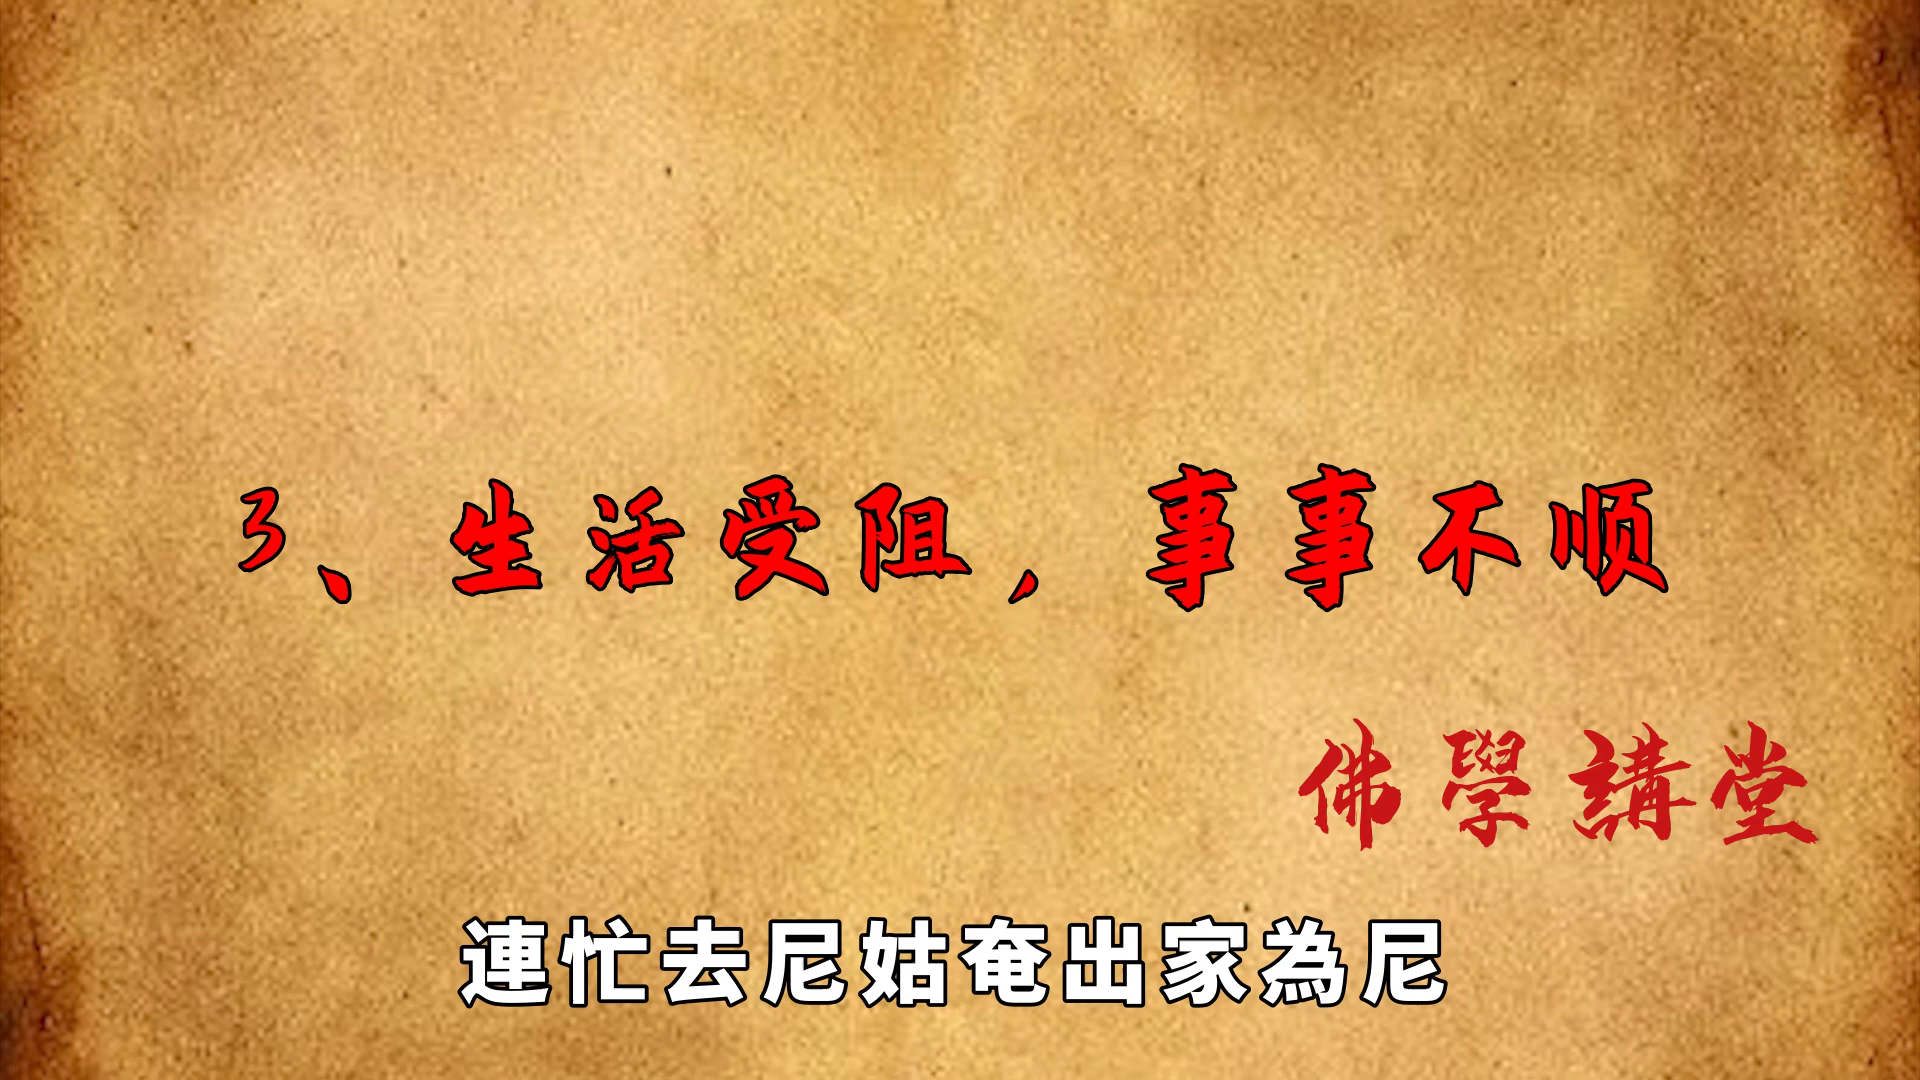 3、生活受阻，事事不顺
佛學講堂
連忙去尼姑奄出家為尼